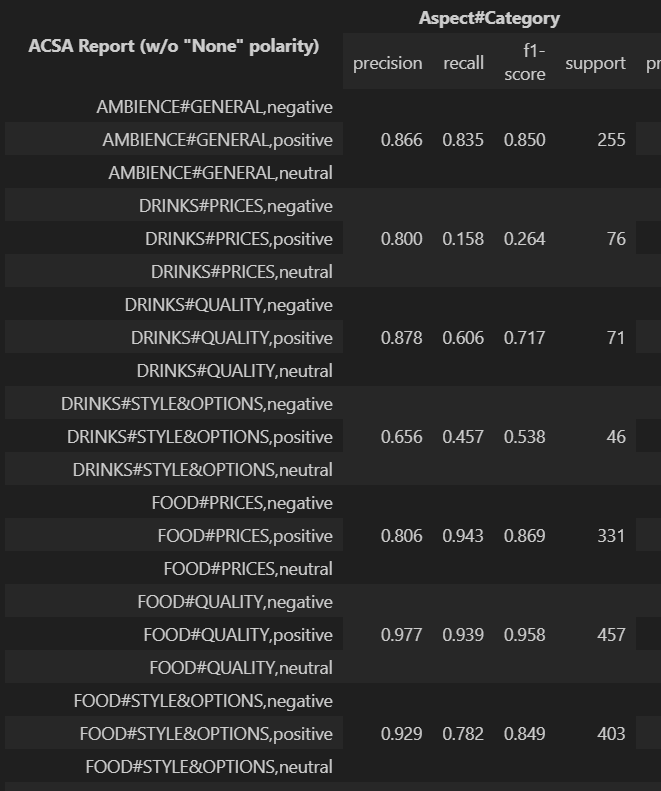 Aspect#Category
ACSA Report (w/o "None" polarity)
precision recall f1-score support pr
AMBIENCE#GENERAL,negative
AMBIENCE#GENERAL,positive 0.866 0.835 0.850 255
AMBIENCE#GENERAL,neutral
DRINKS#PRICES,negative
DRINKS#PRICES,positive 0.800 0.158 0.264 76
DRINKS#PRICES,neutral
DRINKS#QUALITY,negative
DRINKS#QUALITY,positive 0.878 0.606 0.717 71
DRINKS#QUALITY,neutral
DRINKS#STYLE&OPTIONS,negative
DRINKS#STYLE&OPTIONS,positive 0.656 0.457 0.538 46
DRINKS#STYLE&OPTIONS,neutral
FOOD#PRICES,negative
FOOD#PRICES,positive 0.806 0.943 0.869 331
FOOD#PRICES,neutral
FOOD#QUALITY,negative
FOOD#QUALITY,positive 0.977 0.939 0.958 457
FOOD#QUALITY,neutral
FOOD#STYLE&OPTIONS,negative
FOOD#STYLE&OPTIONS,positive 0.929 0.782 0.849 403
FOOD#STYLE&OPTIONS,neutral